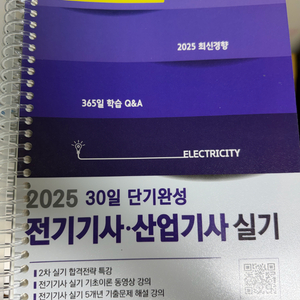 2025 최신경향
365일 학습 Q&A
ELECTRICITY
2025 30일 단기완성
전기기사·산업기사 실기
2차 실기 합격전략 특강
전기기사 실기 기초이론 동영상 강의
전기기사 실기 5개년 기출문제 해설 강의